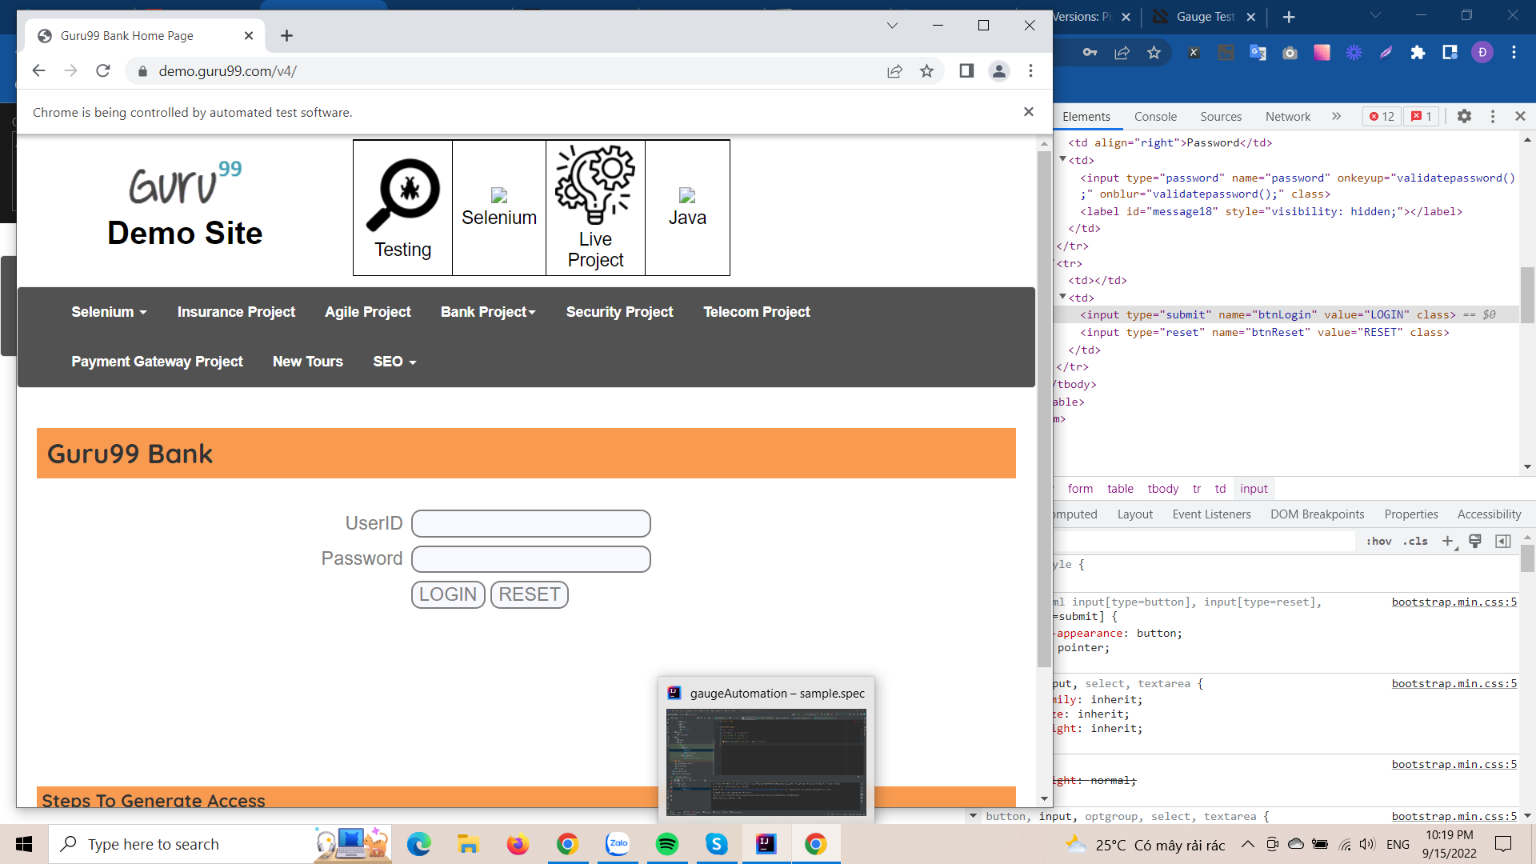 Guru99 Bank Home Page
Versions: P
Gauge Test
demo.guru99.com/v4/
Chrome is being controlled by automated test software.
Elements
Console
Sources
Network
12
1
Guru99
Demo Site
Testing
Selenium
Live
Project
Java
Selenium
Insurance Project
Agile Project
Bank Project
Security Project
Telecom Project
Payment Gateway Project
New Tours
SEO
Guru99 Bank
UserID
Password
LOGIN
RESET
Steps To Generate Access
<td align="right">Password</td>
<td>
<input type="password" name="password" onkeyup="validatepassword()
;" onblur="validatepassword();" class>
<label id="message18" style="visibility: hidden;"></label>
</td>
</tr>
<tr>
<td></td>
<td>
<input type="submit" name="btnLogin" value="LOGIN" class> == $0
<input type="reset" name="btnReset" value="RESET" class>
</td>
</tr>
/tbody>
able>
m>
form table tbody tr td input
omputed Layout Event Listeners DOM Breakpoints Properties Accessibility
:hov .cls
yle {
ml input[type=button], input[type=reset], bootstrap.min.css:5
=submit] {
-appearance: button;
pointer;
put, select, textarea { bootstrap.min.css:5
mily: inherit;
ze: inherit;
ight: inherit;
bootstrap.min.css:5
ight: normal;
button, input, optgroup, select, textarea { bootstrap.min.css:5
gaugeAutomation – sample.spec
Type here to search
Zalo
25°C Có mây rải rác
ENG
10:19 PM
9/15/2022